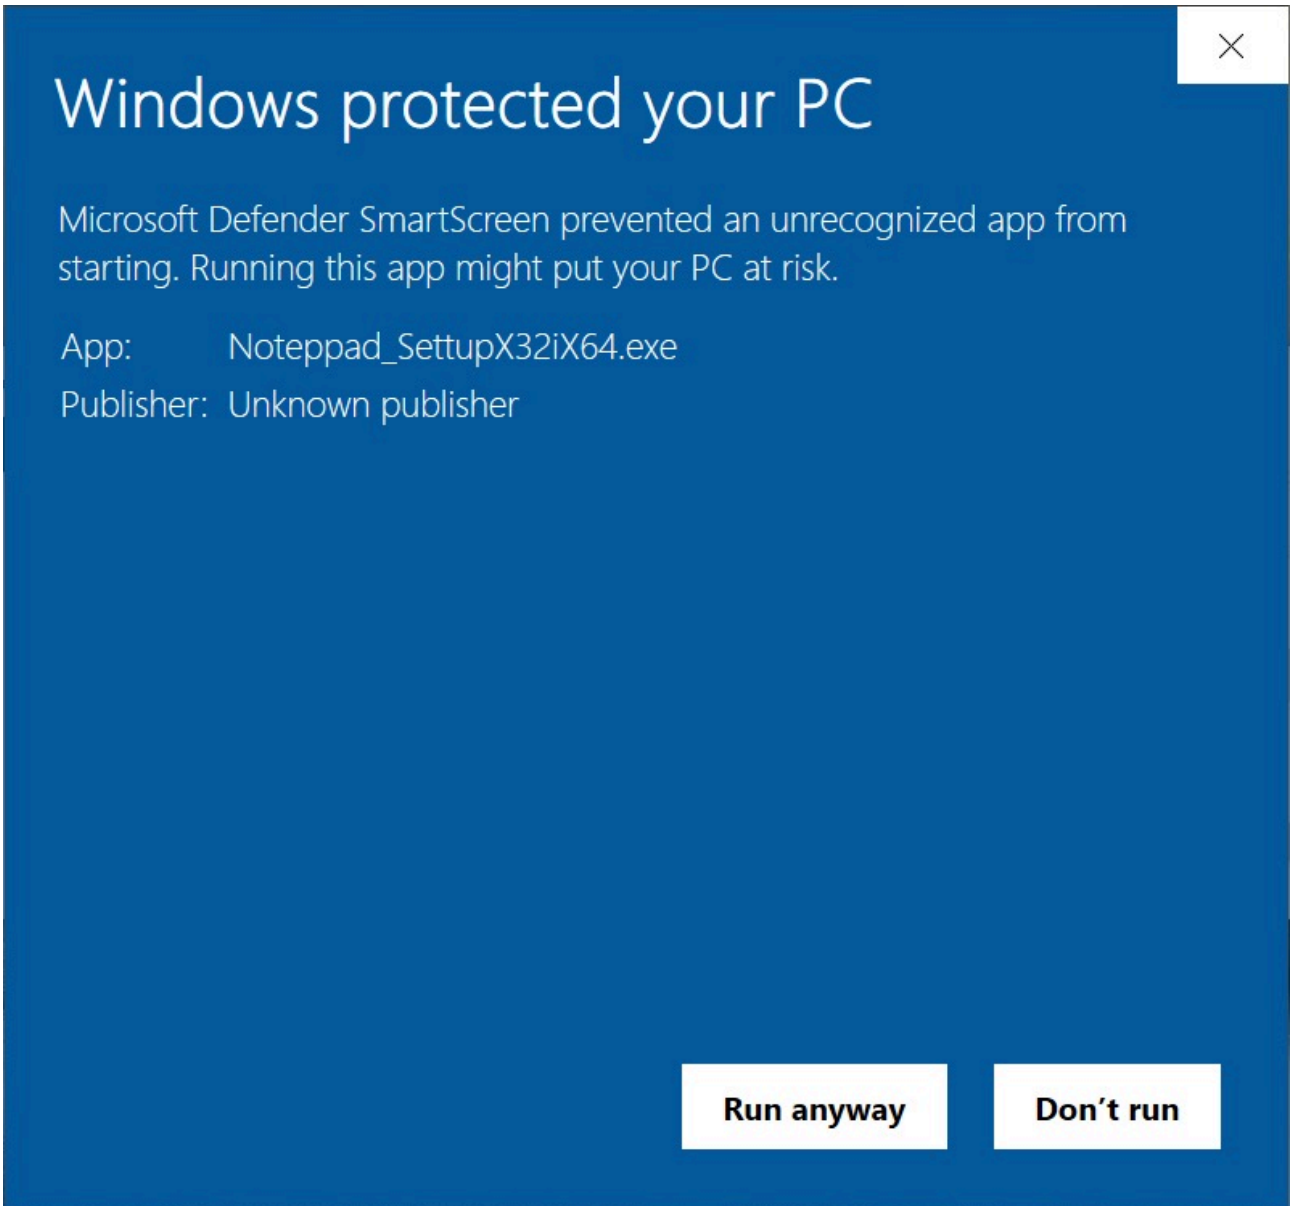 Windows protected your PC
Microsoft Defender SmartScreen prevented an unrecognized app from
starting. Running this app might put your PC at risk.
App: Noteppad_SettupX32iX64.exe
Publisher: Unknown publisher
Run anyway Don’t run